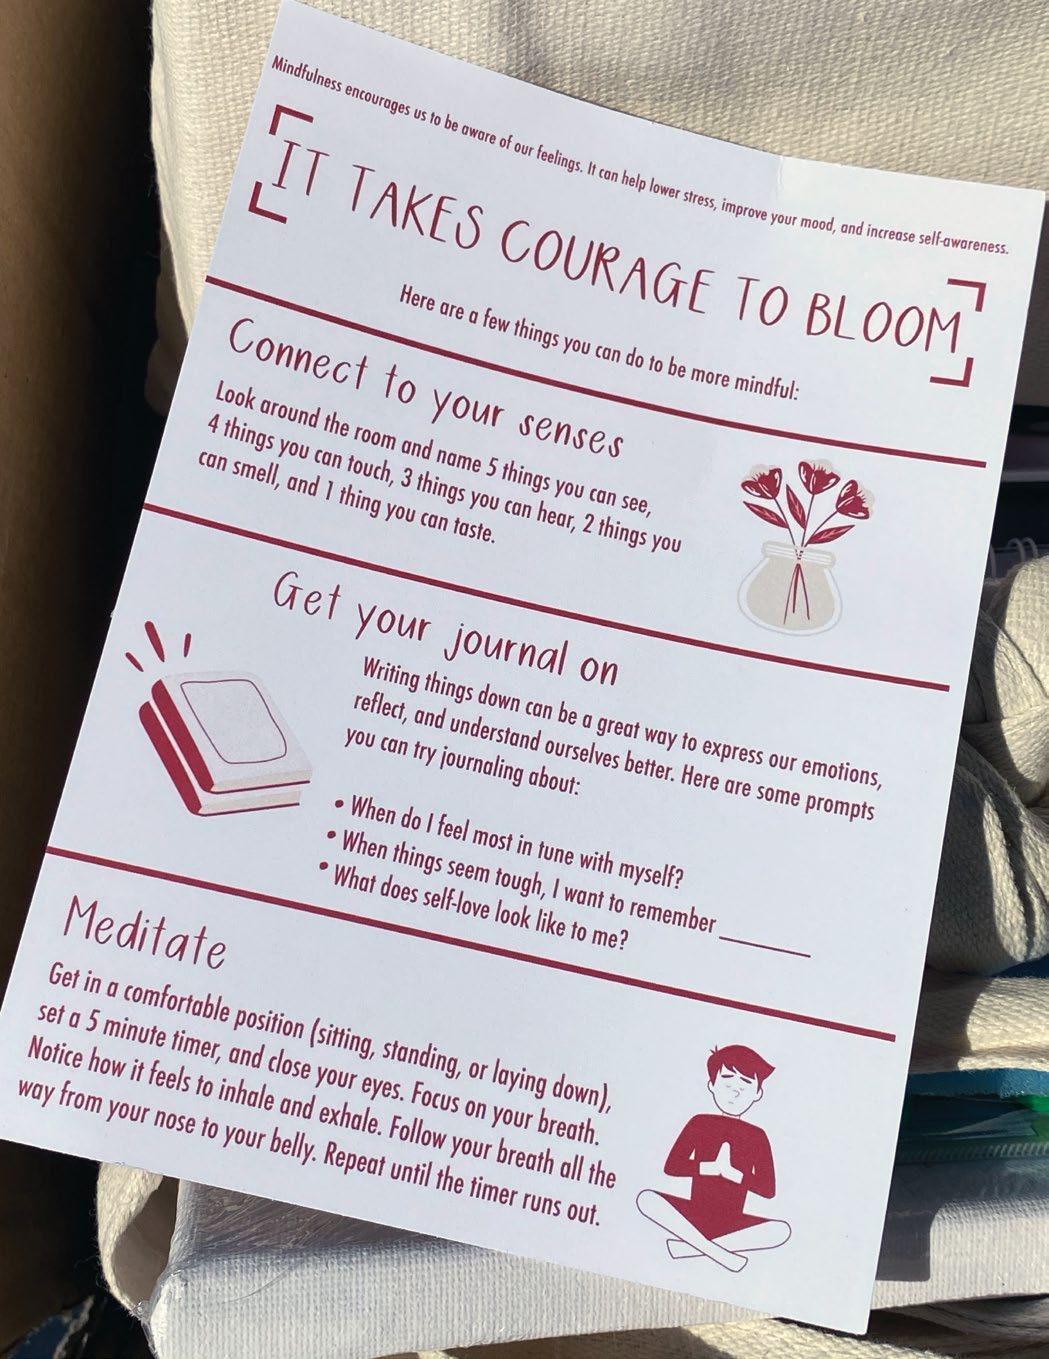 Mindfulness encourages us to be aware of our feelings. It can help lower stress, improve your mood, and increase self-awareness.
IT TAKES COURAGE TO BLOOM
Here are a few things you can do to be more mindful:
Connect to your senses
Look around the room and name 5 things you can see,
4 things you can touch, 3 things you can hear, 2 things you
can smell, and 1 thing you can taste.
Get your journal on
Writing things down can be a great way to express our emotions,
reflect, and understand ourselves better. Here are some prompts
you can try journaling about:
• When do I feel most in tune with myself?
• When things seem tough, I want to remember ________
• What does self-love look like to me?
Meditate
Get in a comfortable position (sitting, standing, or laying down),
set a 5 minute timer, and close your eyes. Focus on your breath.
Notice how it feels to inhale and exhale. Follow your breath all the
way from your nose to your belly. Repeat until the timer runs out.